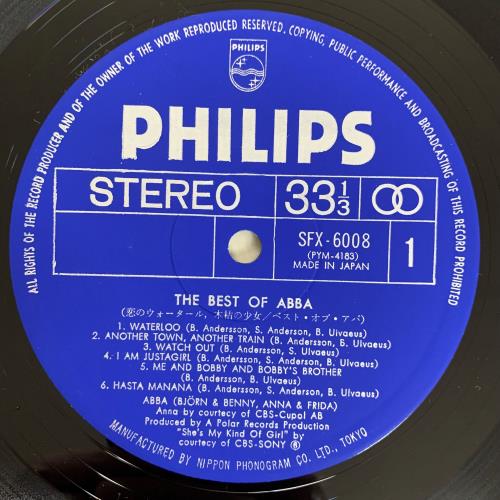 ALL RIGHTS OF THE RECORD PRODUCER AND OF THE OWNER OF THE WORK REPRODUCED RESERVED. COPYING, PUBLIC PERFORMANCE AND BROADCASTING OF THIS RECORD PROHIBITED
PHILIPS
PHILIPS
STEREO 33 1/3
SFX-6008
(PYM-4183)
MADE IN JAPAN
1
THE BEST OF ABBA
(恋のウォータール, 木枯の少女/ベスト・オブ・アバ)
1. WATERLOO (B. Andersson, S. Anderson, B. Ulvaeus)
2. ANOTHER TOWN, ANOTHER TRAIN (B. Andersson, B. Ulvaeus)
3. WATCH OUT (B. Andersson, B. Ulvaeus)
4. I AM JUSTAGIRL (B. Andersson, S. Anderson, B. Ulvaeus)
5. ME AND BOBBY AND BOBBY'S BROTHER
(B. Andersson, B. Ulvaeus)
6. HASTA MANANA (B. Andersson, S. Anderson, B. Ulvaeus)
ABBA (BJÖRN & BENNY, ANNA & FRIDA)
Anna by courtesy of CBS-Cupol AB
Produced by A Polar Records Production
"She's My Kind Of Girl" by
courtesy of CBS-SONY ℗
MANUFACTURED BY NIPPON PHONOGRAM CO. LTD., TOKYO